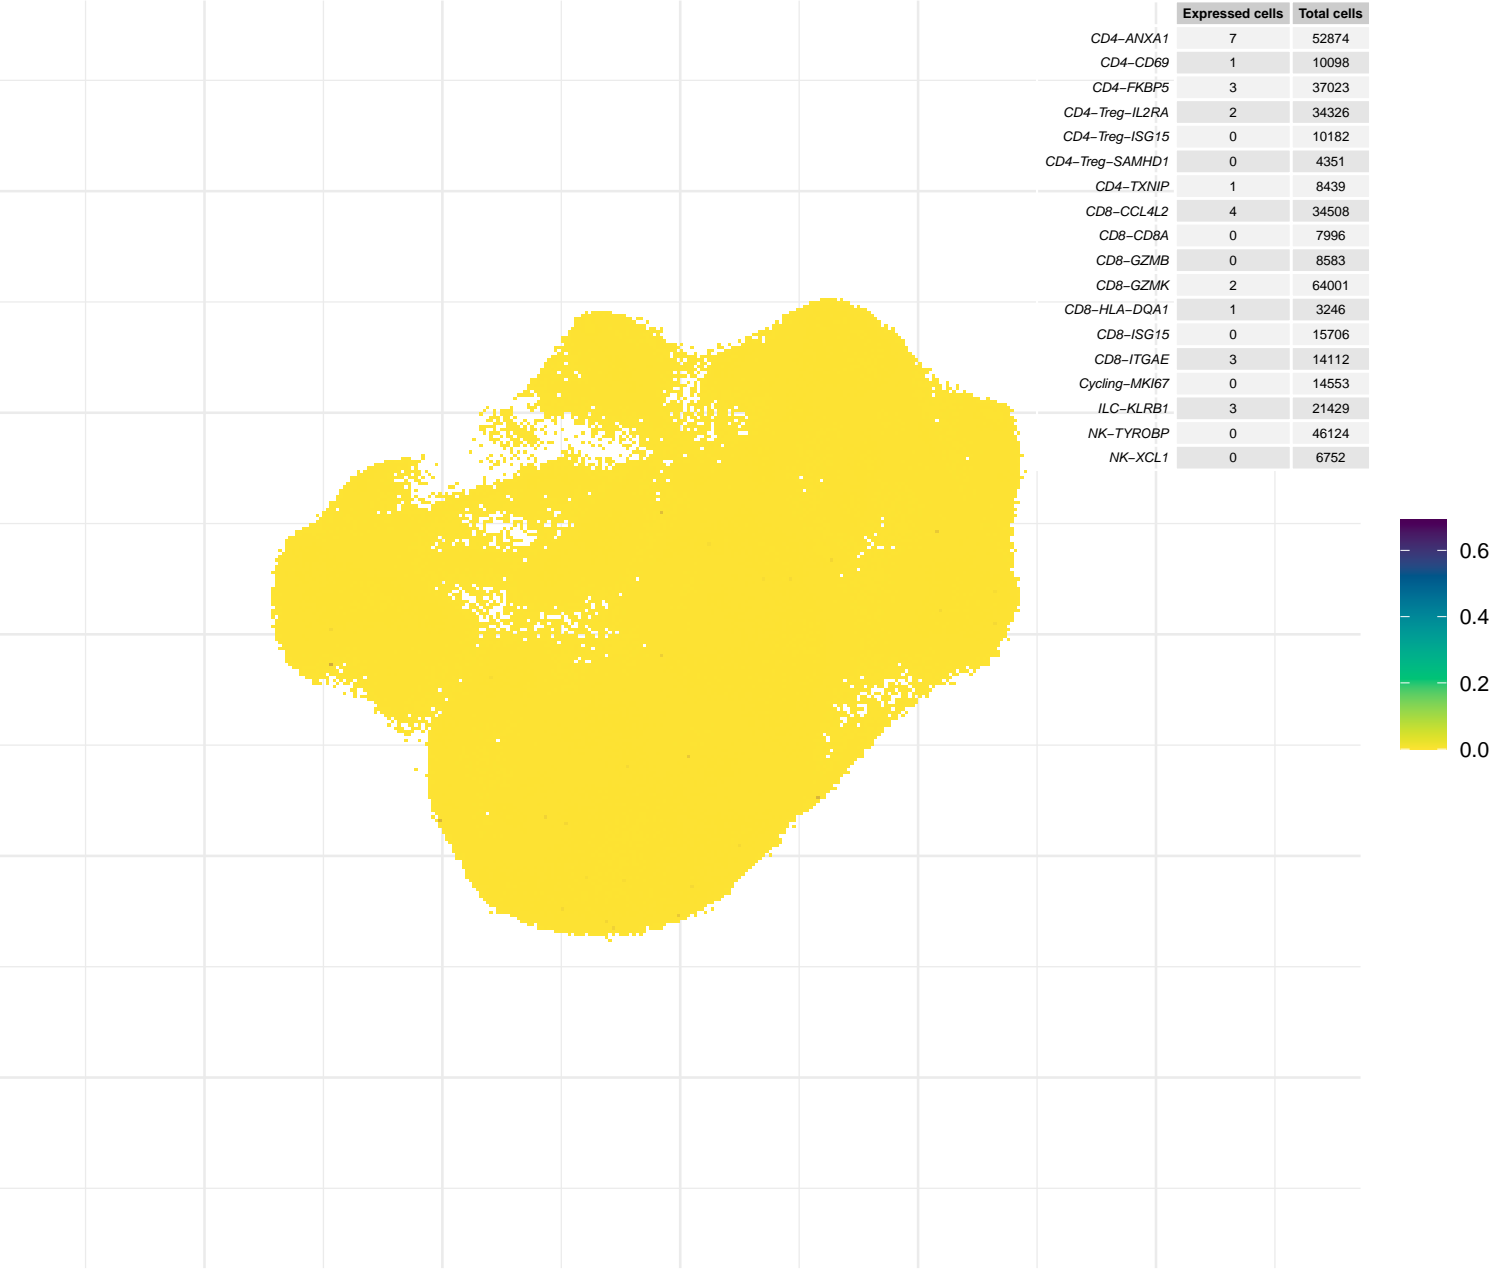 Expressed cells Total cells
CD4−ANXA1 7 52874
CD4−CD69 1 10098
CD4−FKBP5 3 37023
CD4−Treg−IL2RA 2 34326
CD4−Treg−ISG15 0 10182
CD4−Treg−SAMHD1 0 4351
CD4−TXNIP 1 8439
CD8−CCL4L2 4 34508
CD8−CD8A 0 7996
CD8−GZMB 0 8583
CD8−GZMK 2 64001
CD8−HLA−DQA1 1 3246
CD8−ISG15 0 15706
CD8−ITGAE 3 14112
Cycling−MKI67 0 14553
ILC−KLRB1 3 21429
NK−TYROBP 0 46124
NK−XCL1 0 6752
0.6
0.4
0.2
0.0